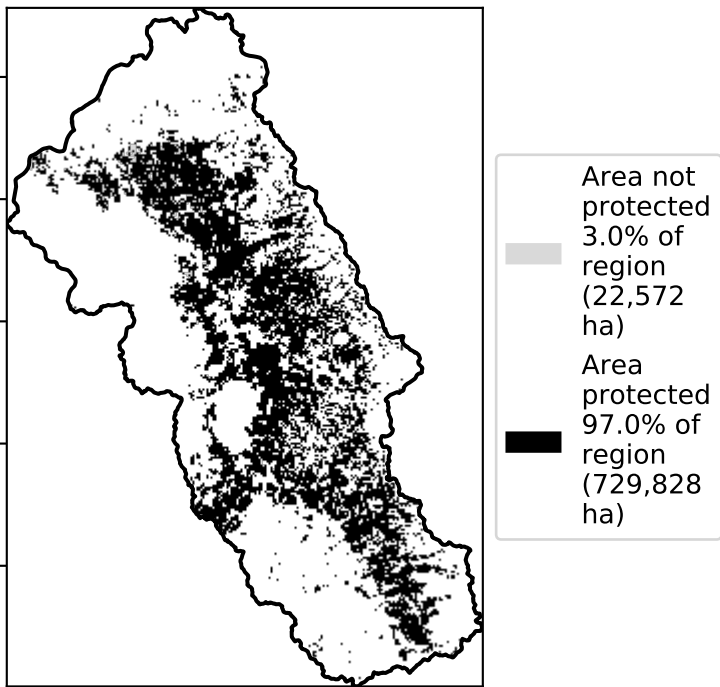 Area not
protected
3.0% of
region
(22,572
ha)
Area
protected
97.0% of
region
(729,828
ha)